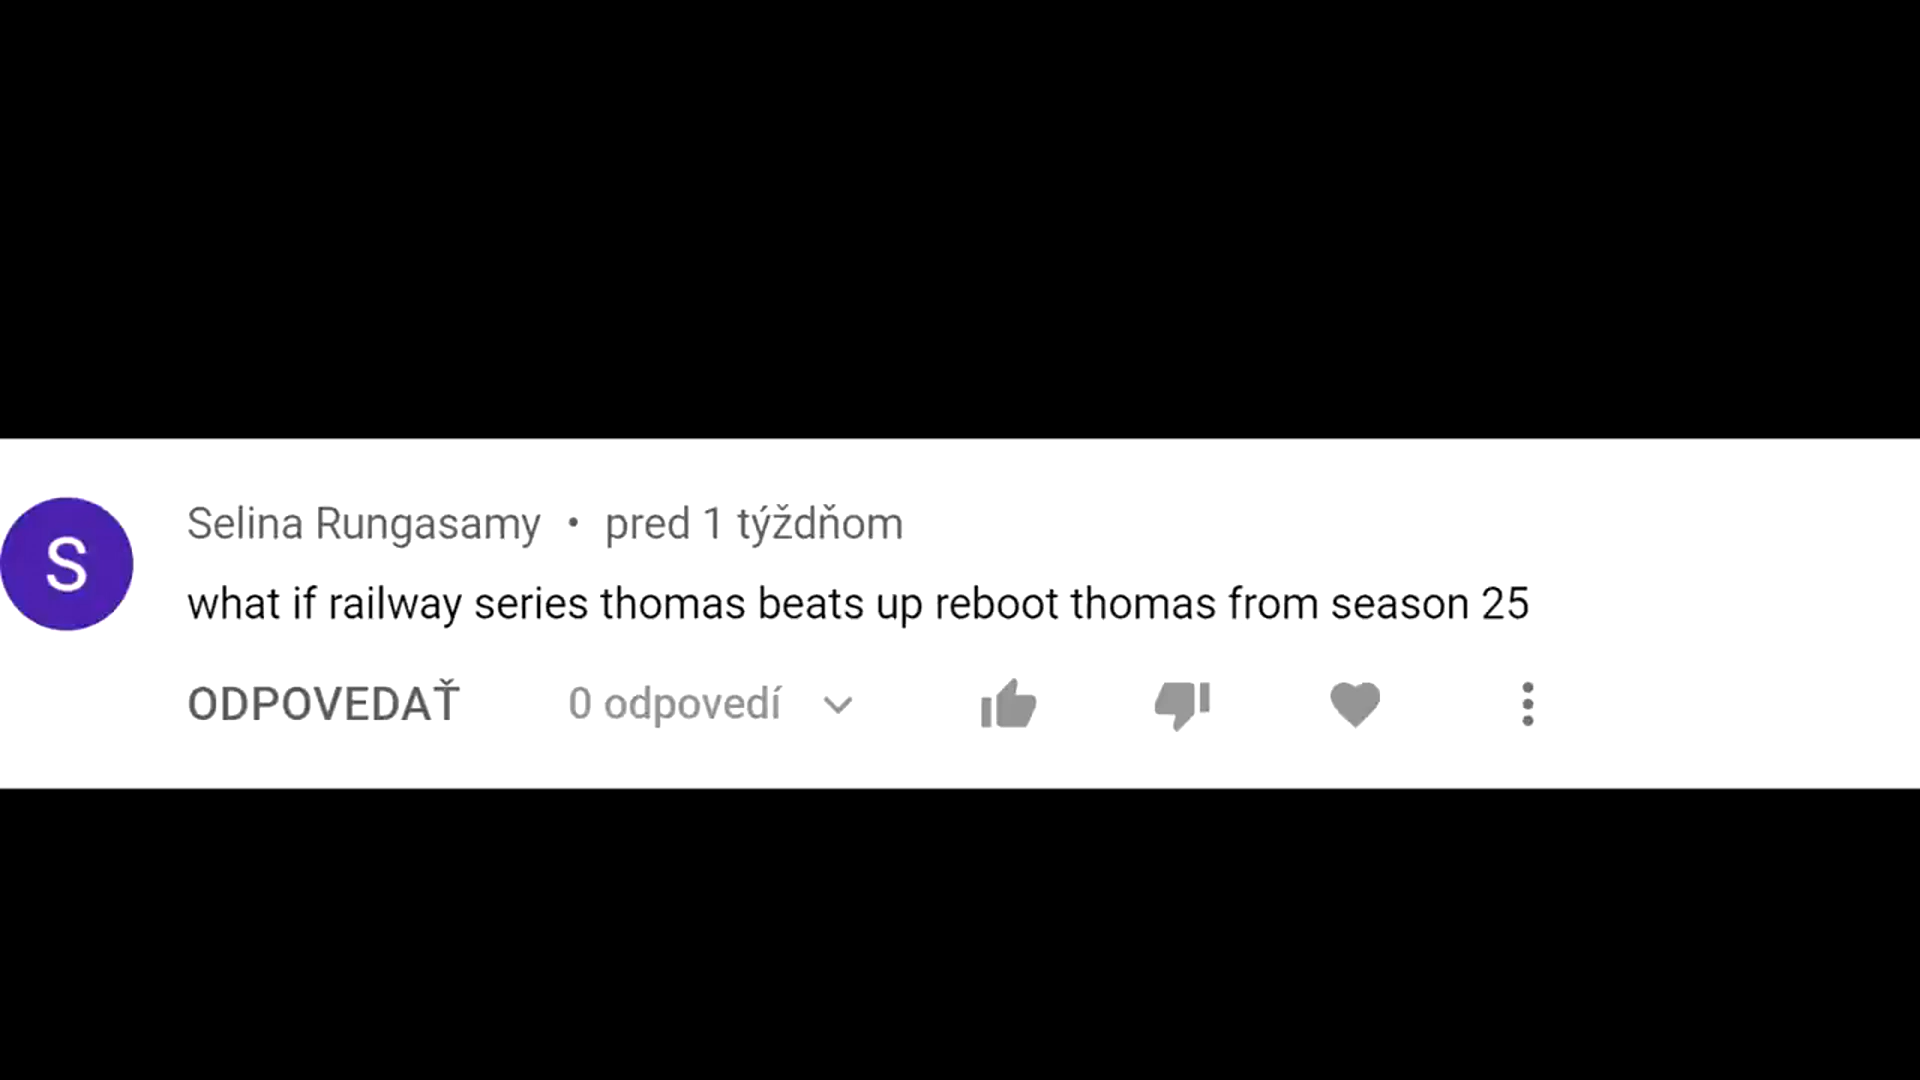 S
Selina Rungasamy • pred 1 týždňom
what if railway series thomas beats up reboot thomas from season 25
ODPOVEDAŤ 0 odpovedí